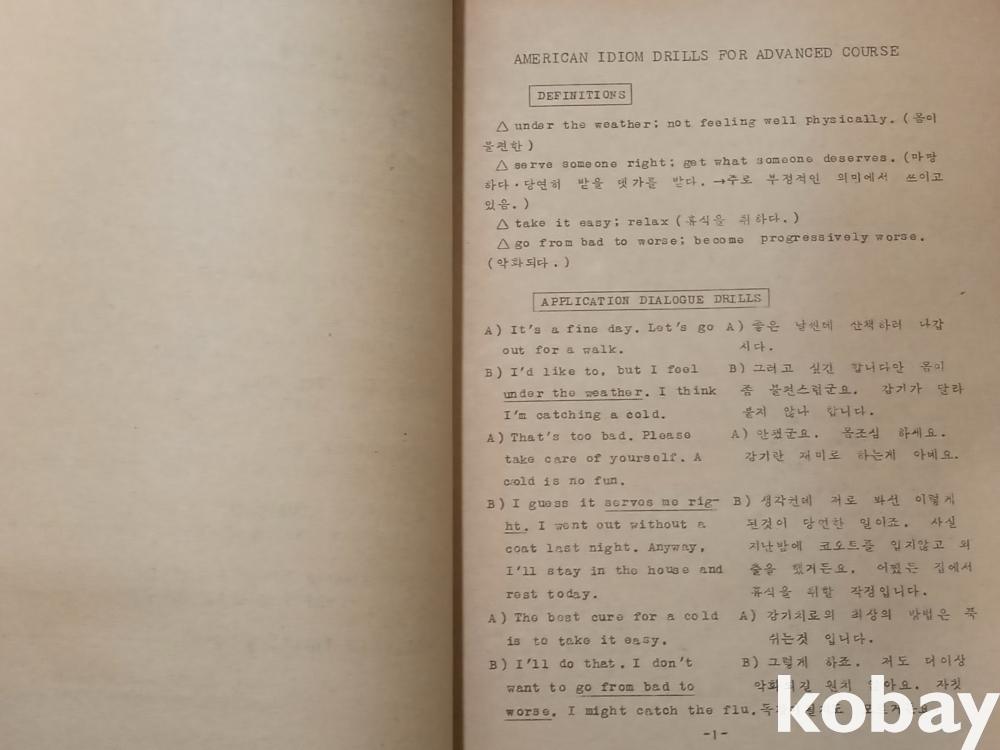 AMERICAN IDIOM DRILLS FOR ADVANCED COURSE
DEFINITIONS
△ under the weather; not feeling well physically. (몸이
불편한)
△ serve someone right; get what someone deserves. (마땅
하다·당연히 받을 댓가를 받다. →주로 부정적인 의미에서 쓰이고
있음.)
△ take it easy; relax (휴식을 취하다.)
△ go from bad to worse; become progressively worse.
(악화되다.)
APPLICATION DIALOGUE DRILLS
A) It's a fine day. Let's go
out for a walk.
B) I'd like to, but I feel
under the weather. I think
I'm catching a cold.
A) That's too bad. Please
take care of yourself. A
cold is no fun.
B) I guess it serves me rig-
ht. I went out without a
coat last night. Anyway,
I'll stay in the house and
rest today.
A) The best cure for a cold
is to take it easy.
B) I'll do that. I don't
want to go from bad to
worse. I might catch the flu.
A) 좋은 날씬데 산책하러 나갑
시다.
B) 그러고 싶긴 합니다만 몸이
좀 불편스럽군요. 감기가 달라
붙지 않나 합니다.
A) 안됐군요. 몸조심 하세요.
감기란 재미로 하는게 아녜요.
B) 생각컨데 저로 봐선 이렇게
된것이 당연한 일이죠. 사실
지난밤에 코오트를 입지않고 외
출을 했거든요. 어쨌든 집에서
휴식을 취할 작정입니다.
A) 감기치료의 최상의 방법은 푹
쉬는것 입니다.
B) 그렇게 하죠. 저도 더이상
악화되길 원치 않아요. 자칫
-1-
kobay